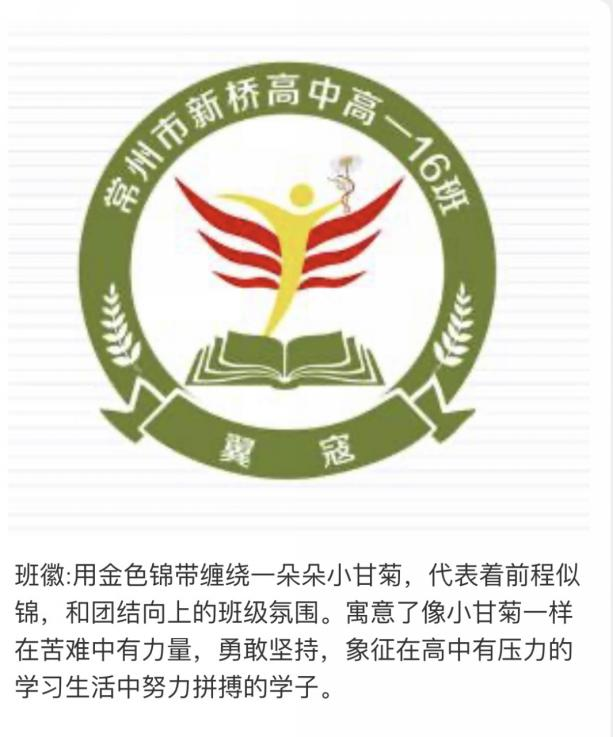 常州市新桥高中高一16班
翼 寇
班徽:用金色锦带缠绕一朵朵小甘菊，代表着前程似
锦，和团结向上的班级氛围。寓意了像小甘菊一样
在苦难中有力量，勇敢坚持，象征在高中有压力的
学习生活中努力拼搏的学子。